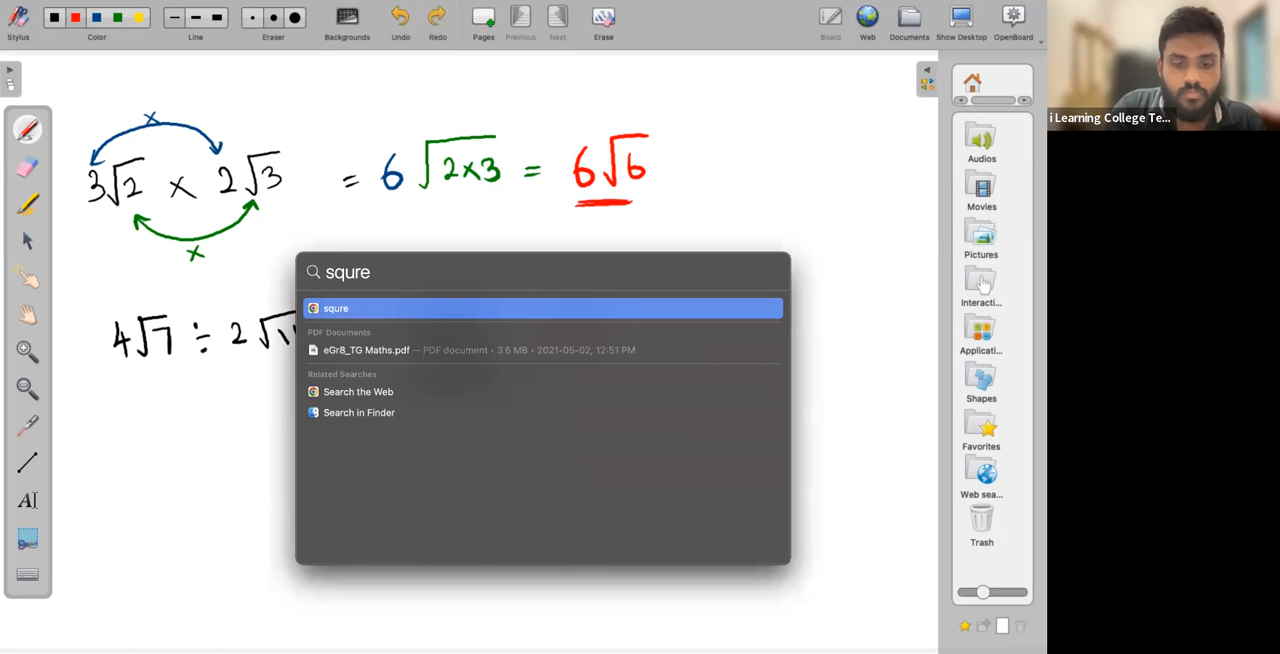 Stylus Color Line Eraser Backgrounds Undo Redo Pages Previous Next Erase Board Web Documents Show Desktop OpenBoard
i Learning College Te...
x
3√2 x 2√3 = 6 √2x3 = 6√6
x
4√7 ÷ 2
squre
squre
PDF Documents
eGr8_TG Maths.pdf — PDF document • 3.6 MB • 2021-05-02, 12:51 PM
Related Searches
Search the Web
Search in Finder
Audios
Movies
Pictures
Interacti...
Applicati...
Shapes
Favorites
Web sea...
Trash
A